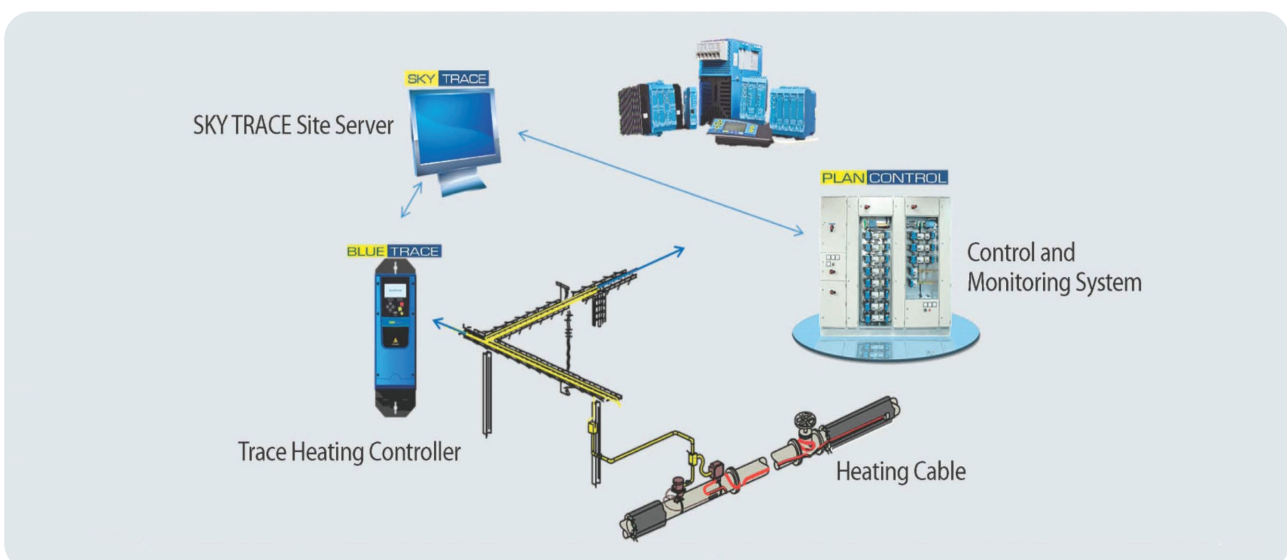 SKY TRACE
SKY TRACE Site Server
PLAN CONTROL
BLUE TRACE
Control and
Monitoring System
Trace Heating Controller
Heating Cable